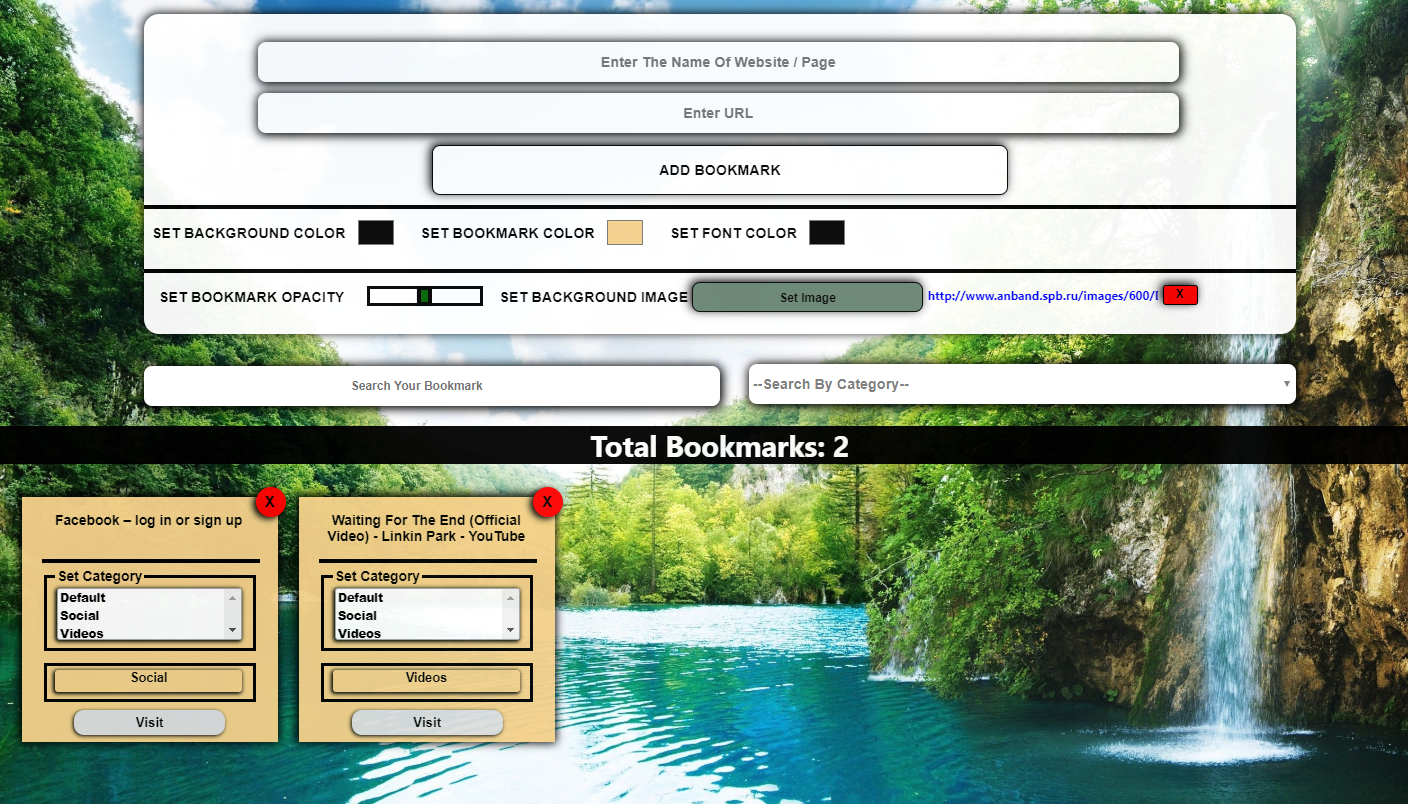 Enter The Name Of Website / Page
Enter URL
ADD BOOKMARK
SET BACKGROUND COLOR SET BOOKMARK COLOR SET FONT COLOR
SET BOOKMARK OPACITY SET BACKGROUND IMAGE Set Image http://www.anband.spb.ru/images/600/ X
Search Your Bookmark --Search By Category--
Total Bookmarks: 2
X
Facebook – log in or sign up
Set Category
Default
Social
Videos
Social
Visit
X
Waiting For The End (Official
Video) - Linkin Park - YouTube
Set Category
Default
Social
Videos
Videos
Visit